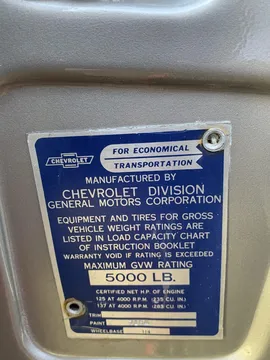 CHEVROLET
FOR ECONOMICAL
TRANSPORTATION
MANUFACTURED BY
CHEVROLET DIVISION
GENERAL MOTORS CORPORATION
EQUIPMENT AND TIRES FOR GROSS
VEHICLE WEIGHT RATINGS ARE
LISTED IN LOAD CAPACITY CHART
OF INSTRUCTION BOOKLET
WARRANTY VOID IF RATING IS EXCEEDED
MAXIMUM GVW RATING
5000 LB.
CERTIFIED NET H.P. OF ENGINE
125 AT 4000 R.P.M. (235 CU. IN.)
137 AT 4000 R.P.M. (283 CU. IN.)
TRIM
PAINT
WHEELBASE